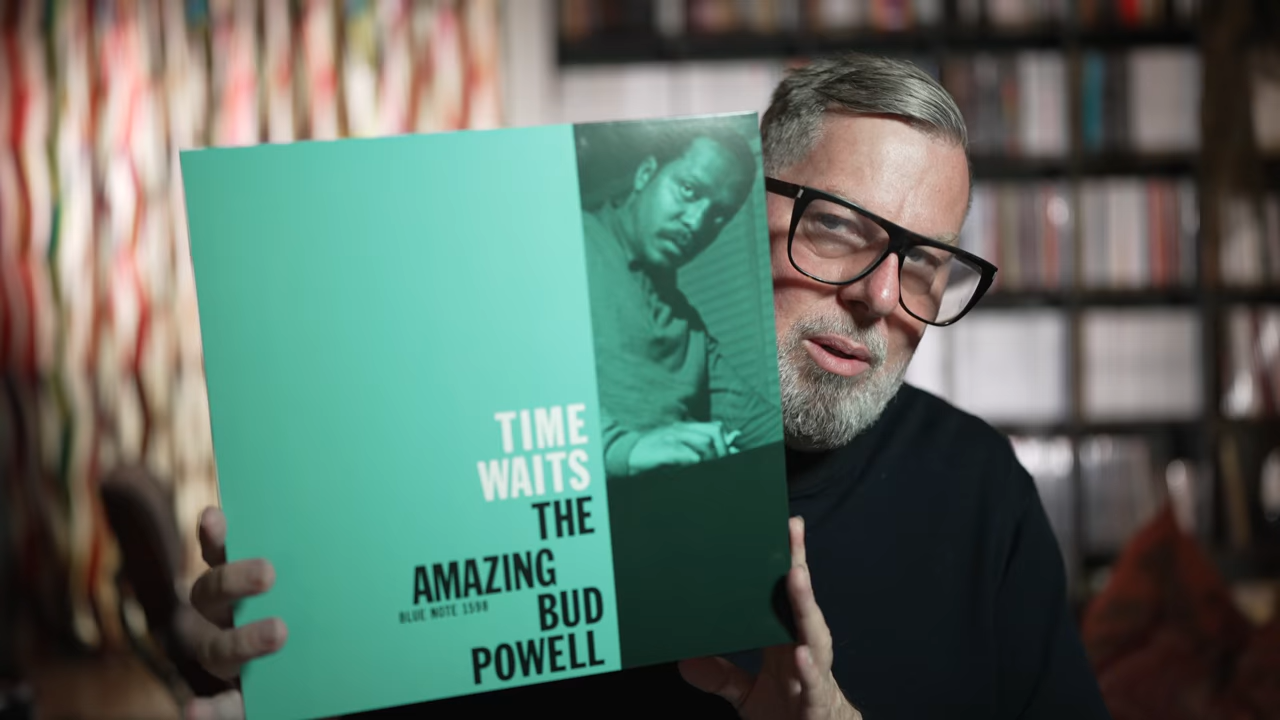 TIME
WAITS
THE
AMAZING
BLUE NOTE 1598
BUD
POWELL